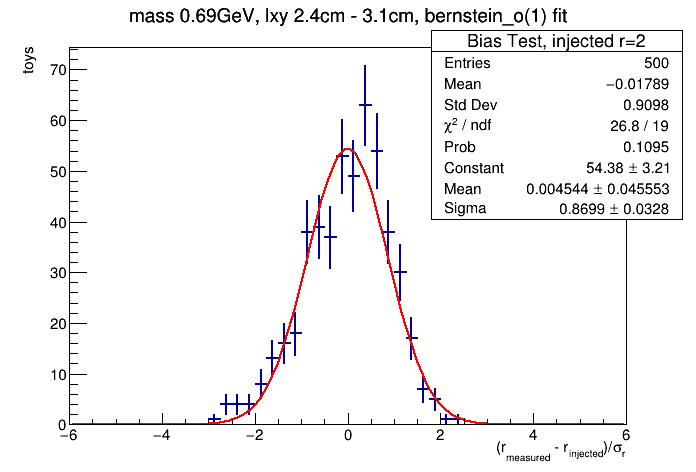 mass 0.69GeV, lxy 2.4cm - 3.1cm, bernstein_o(1) fit
toys
Bias Test, injected r=2
Entries 500
Mean −0.01789
Std Dev 0.9098
χ² / ndf 26.8 / 19
Prob 0.1095
Constant 54.38 ± 3.21
Mean 0.004544 ± 0.045553
Sigma 0.8699 ± 0.0328
70
60
50
40
30
20
10
0
−6 −4 −2 0 2 4 6
(r_measured - r_injected)/σ_r